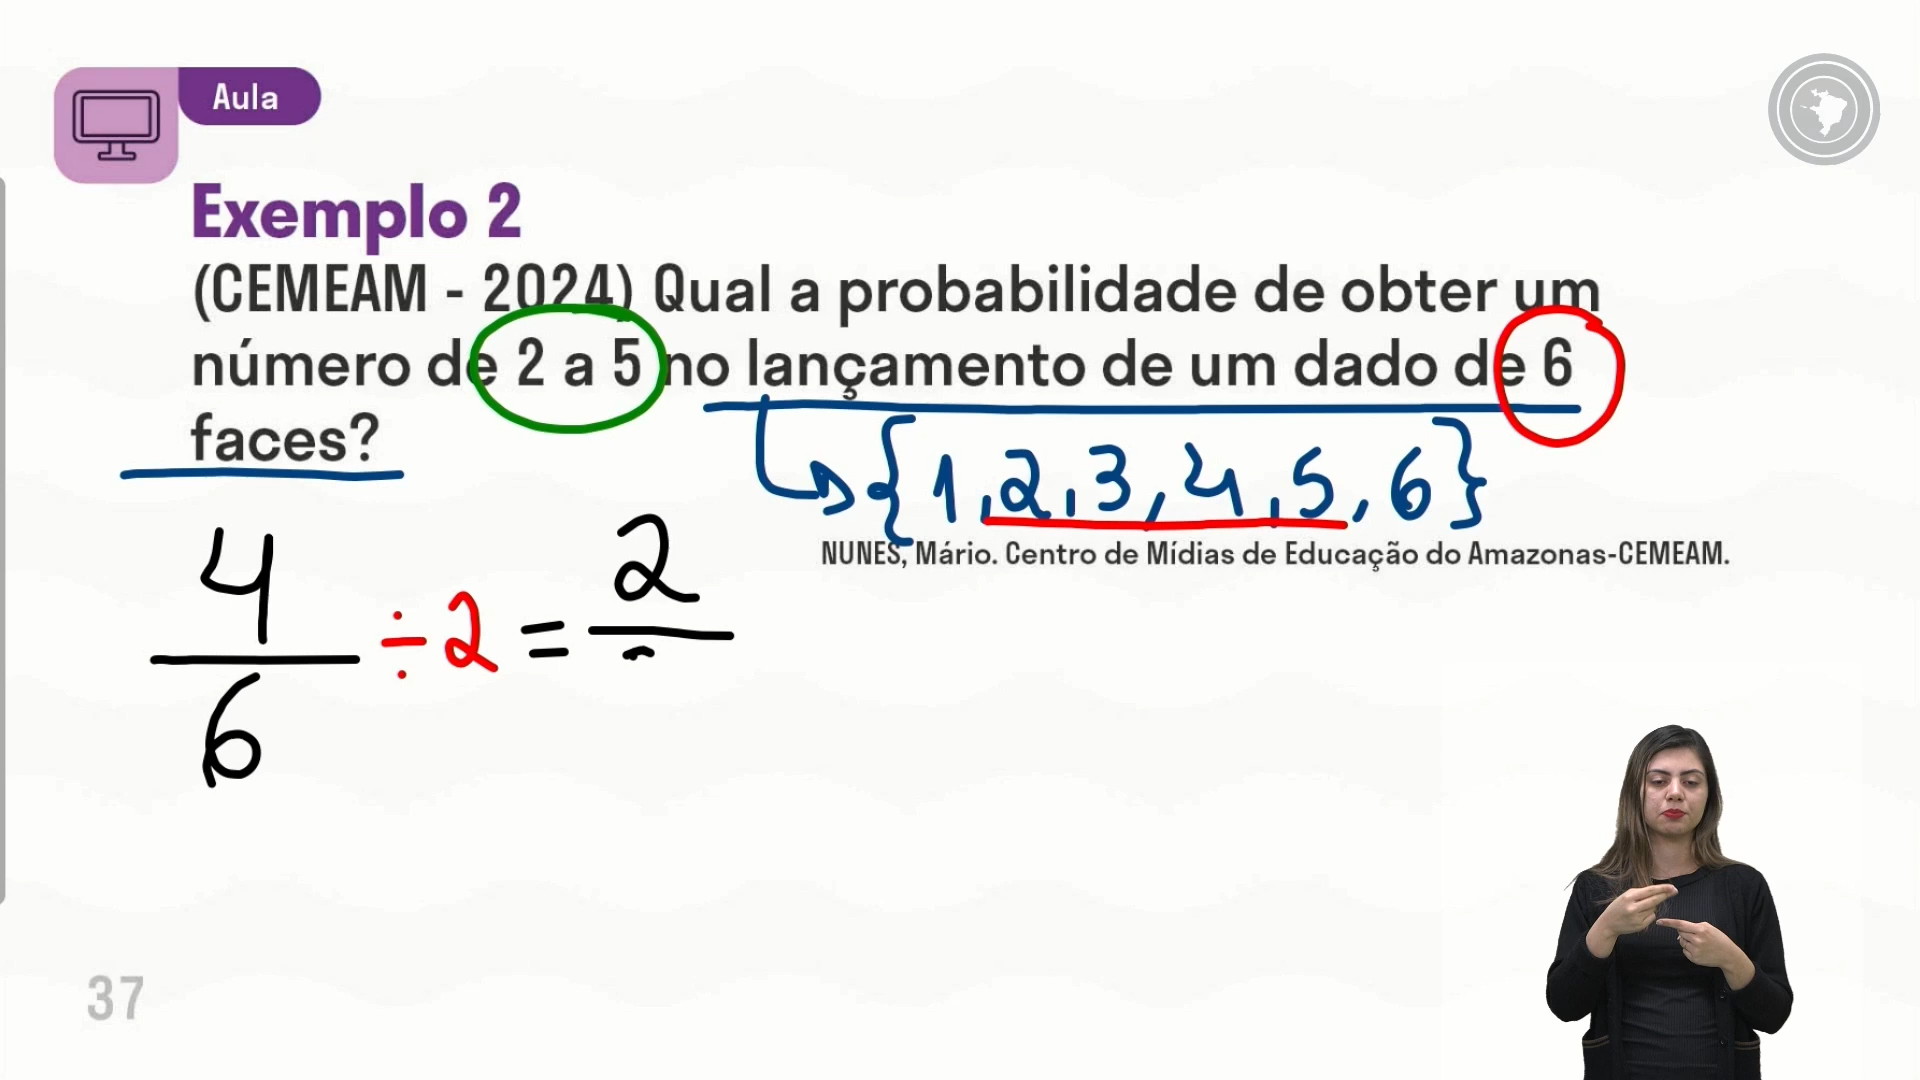 Aula
Exemplo 2
(CEMEAM - 2024) Qual a probabilidade de obter um
número de 2 a 5 no lançamento de um dado de 6
faces?
{1,2,3,4,5,6}
NUNES, Mário. Centro de Mídias de Educação do Amazonas-CEMEAM.
4
6
÷2 =
2
37